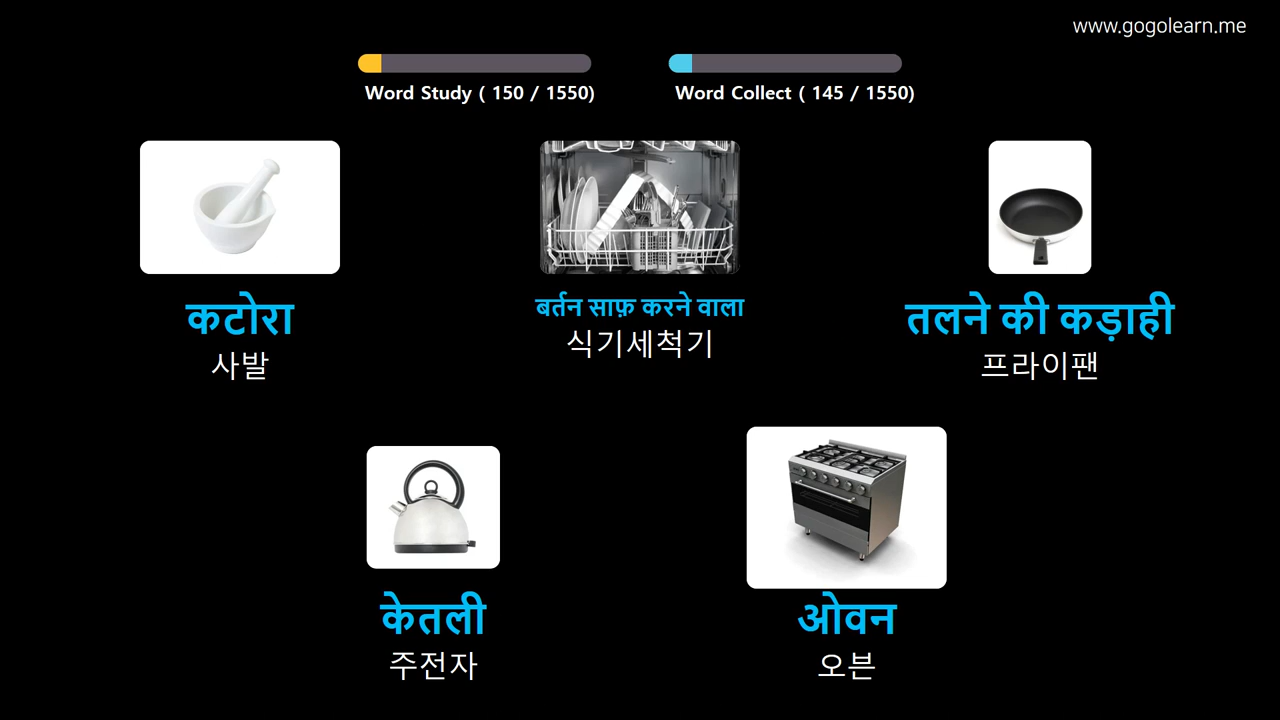 www.gogolearn.me
Word Study ( 150 / 1550)
Word Collect ( 145 / 1550)
कटोरा
사발
बर्तन साफ़ करने वाला
식기세척기
तलने की कड़ाही
프라이팬
केतली
주전자
ओवन
오븐